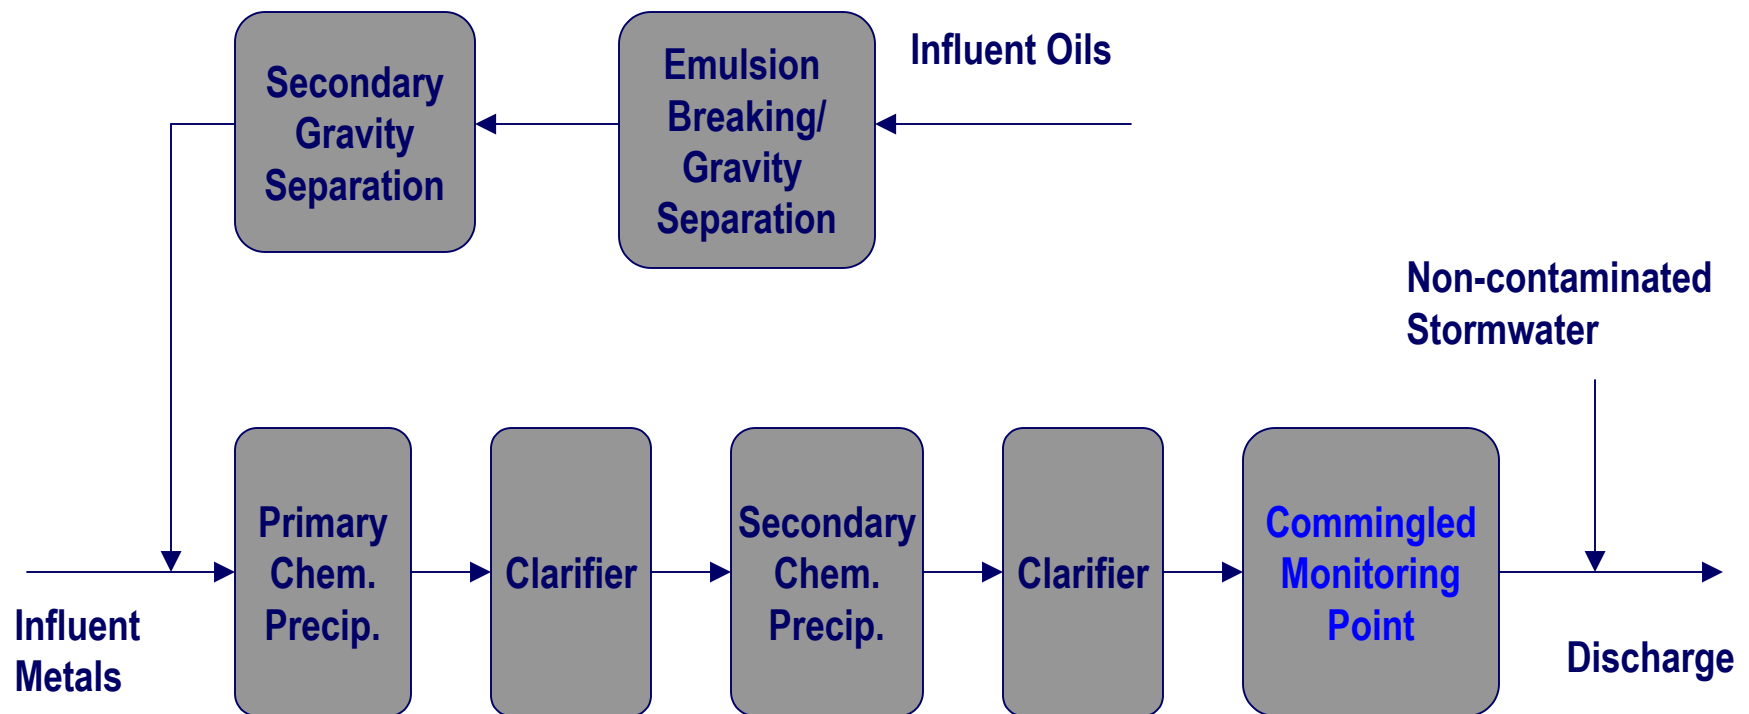 Secondary
Gravity
Separation
Emulsion
Breaking/
Gravity
Separation
Influent Oils
Non-contaminated
Stormwater
Influent
Metals
Primary
Chem.
Precip.
Clarifier
Secondary
Chem.
Precip.
Clarifier
Commingled
Monitoring
Point
Discharge